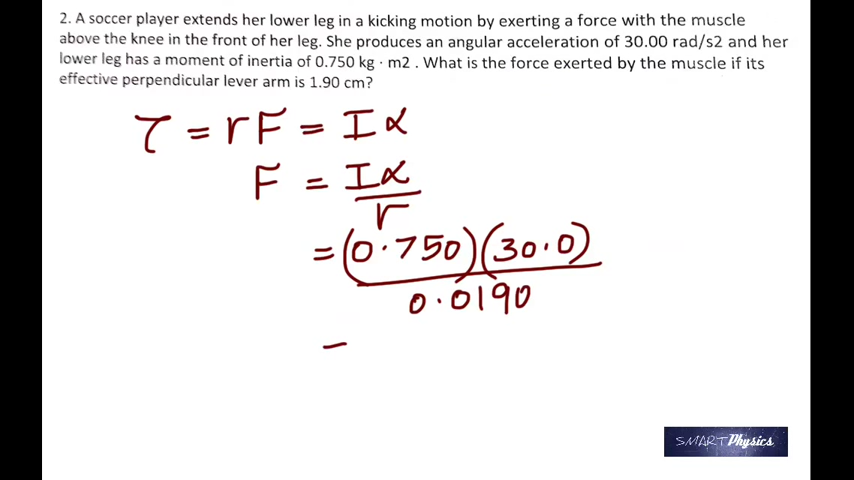 2. A soccer player extends her lower leg in a kicking motion by exerting a force with the muscle
above the knee in the front of her leg. She produces an angular acceleration of 30.00 rad/s2 and her
lower leg has a moment of inertia of 0.750 kg · m2 . What is the force exerted by the muscle if its
effective perpendicular lever arm is 1.90 cm?
τ = rF = Iα
F = Iα
r
= (0.750)(30.0)
0.0190
SMARTPhysics